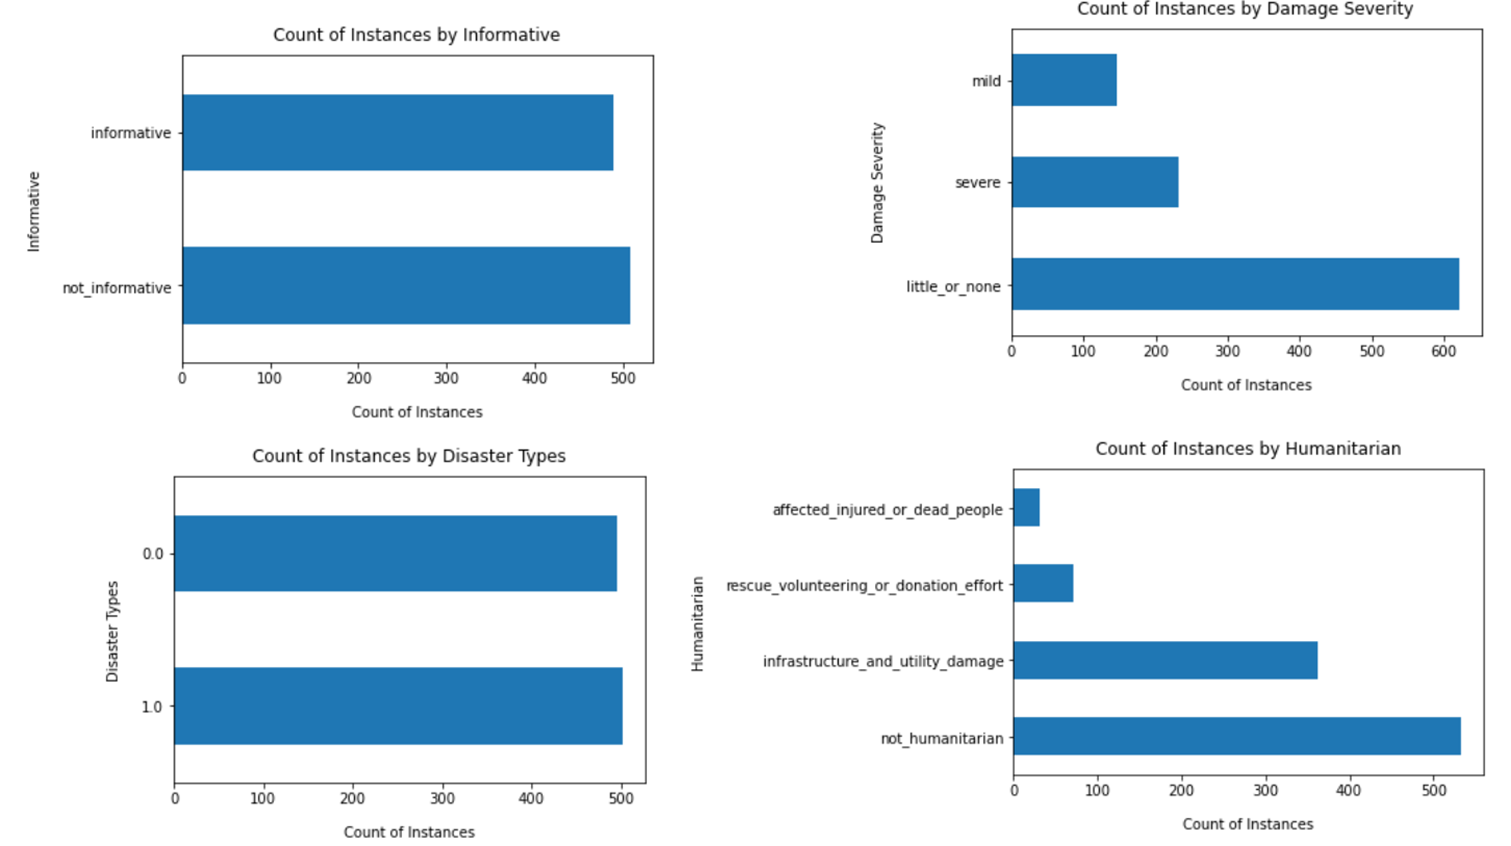 Count of Instances by Informative
Informative
informative
not_informative
0 100 200 300 400 500
Count of Instances
Count of Instances by Damage Severity
Damage Severity
mild
severe
little_or_none
0 100 200 300 400 500 600
Count of Instances
Count of Instances by Disaster Types
Disaster Types
0.0
1.0
0 100 200 300 400 500
Count of Instances
Count of Instances by Humanitarian
Humanitarian
affected_injured_or_dead_people
rescue_volunteering_or_donation_effort
infrastructure_and_utility_damage
not_humanitarian
0 100 200 300 400 500
Count of Instances